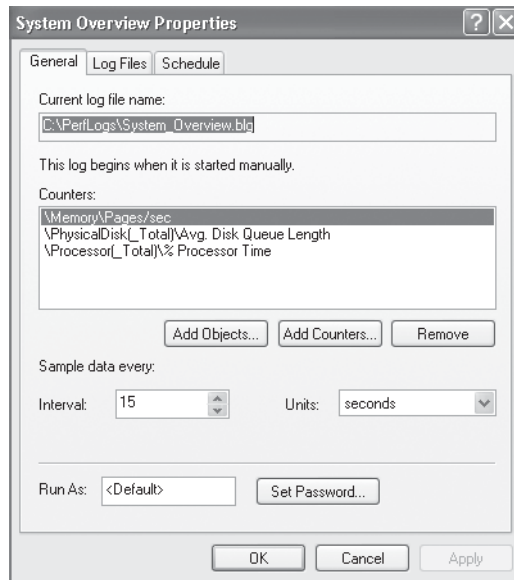 System Overview Properties ? X
General Log Files Schedule
Current log file name:
C:\PerfLogs\System_Overview.blg
This log begins when it is started manually.
Counters:
\Memory\Pages/sec
\PhysicalDisk(_Total)\Avg. Disk Queue Length
\Processor(_Total)\% Processor Time
Add Objects... Add Counters... Remove
Sample data every:
Interval: 15 Units: seconds
Run As: <Default> Set Password...
OK Cancel Apply